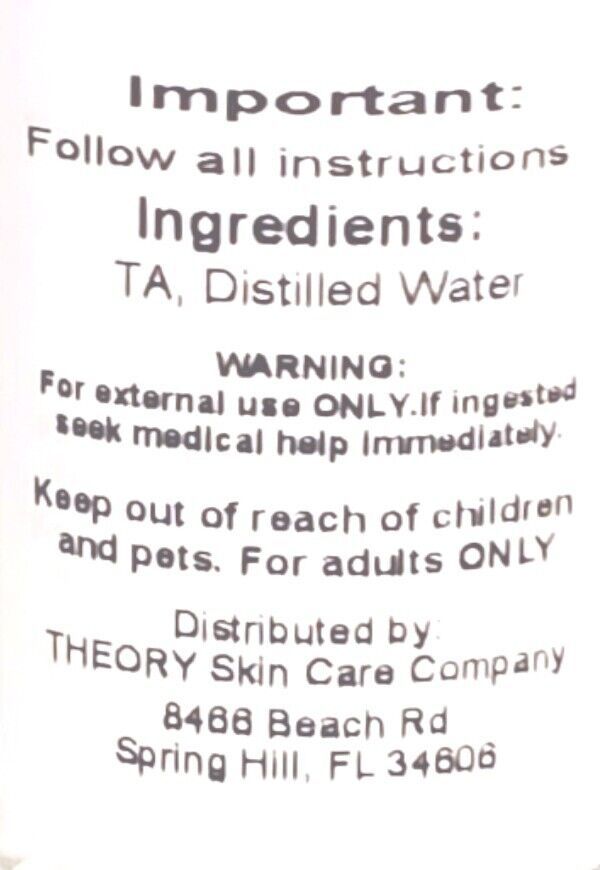 Important:
Follow all instructions
Ingredients:
TA, Distilled Water
WARNING:
For external use ONLY.If ingested
seek medical help immediately.
Keep out of reach of children
and pets. For adults ONLY
Distributed by:
THEORY Skin Care Company
8466 Beach Rd
Spring Hill, FL 34606